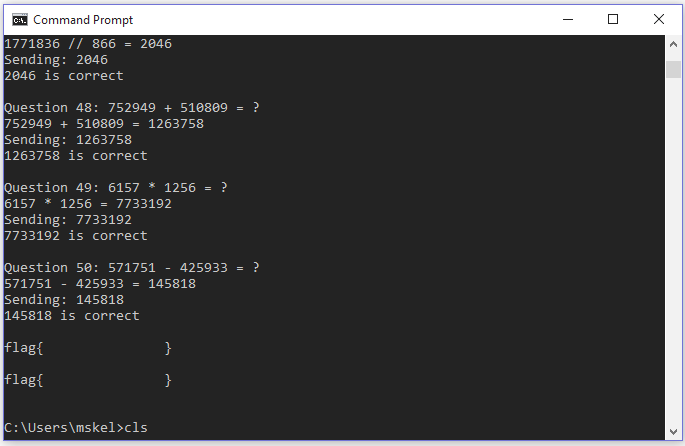 Command Prompt
1771836 // 866 = 2046
Sending: 2046
2046 is correct
Question 48: 752949 + 510809 = ?
752949 + 510809 = 1263758
Sending: 1263758
1263758 is correct
Question 49: 6157 * 1256 = ?
6157 * 1256 = 7733192
Sending: 7733192
7733192 is correct
Question 50: 571751 - 425933 = ?
571751 - 425933 = 145818
Sending: 145818
145818 is correct
flag{               }
flag{               }
C:\Users\mskel>cls